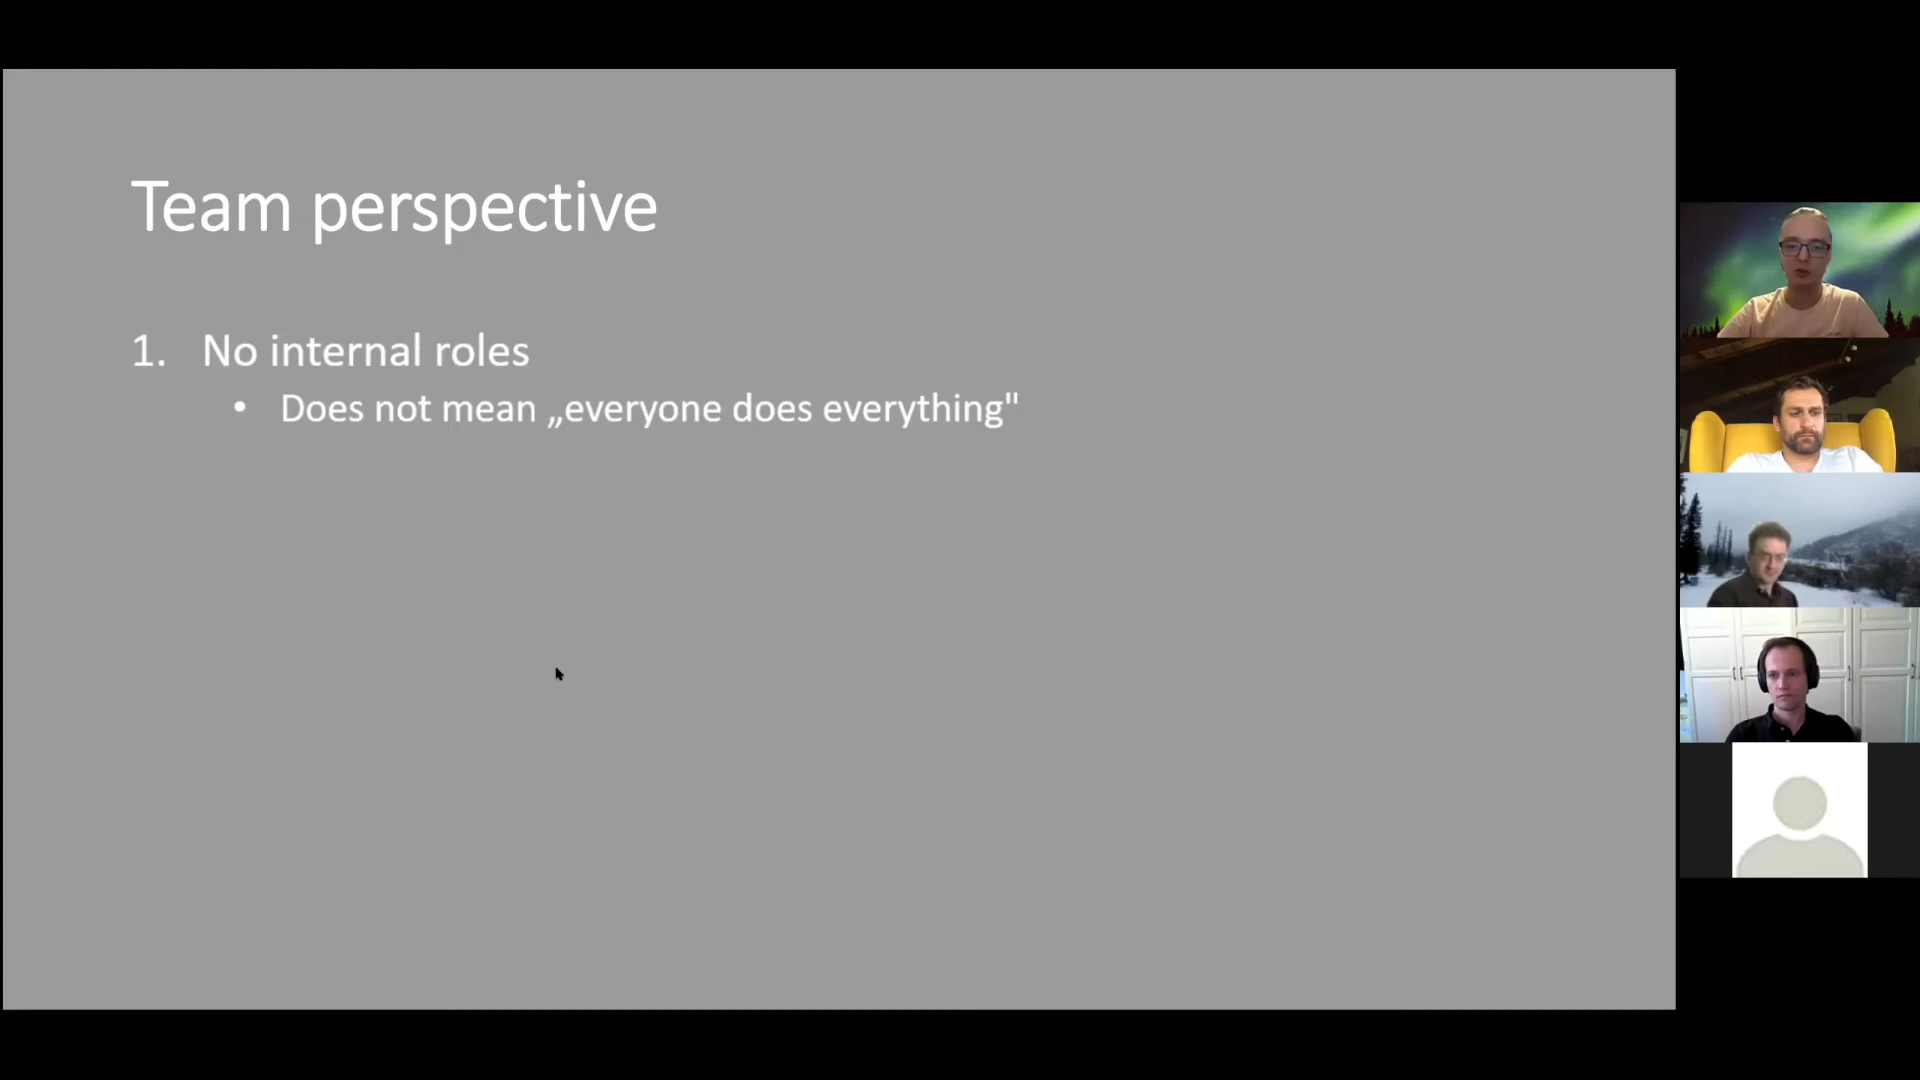 Team perspective
1. No internal roles
• Does not mean „everyone does everything"